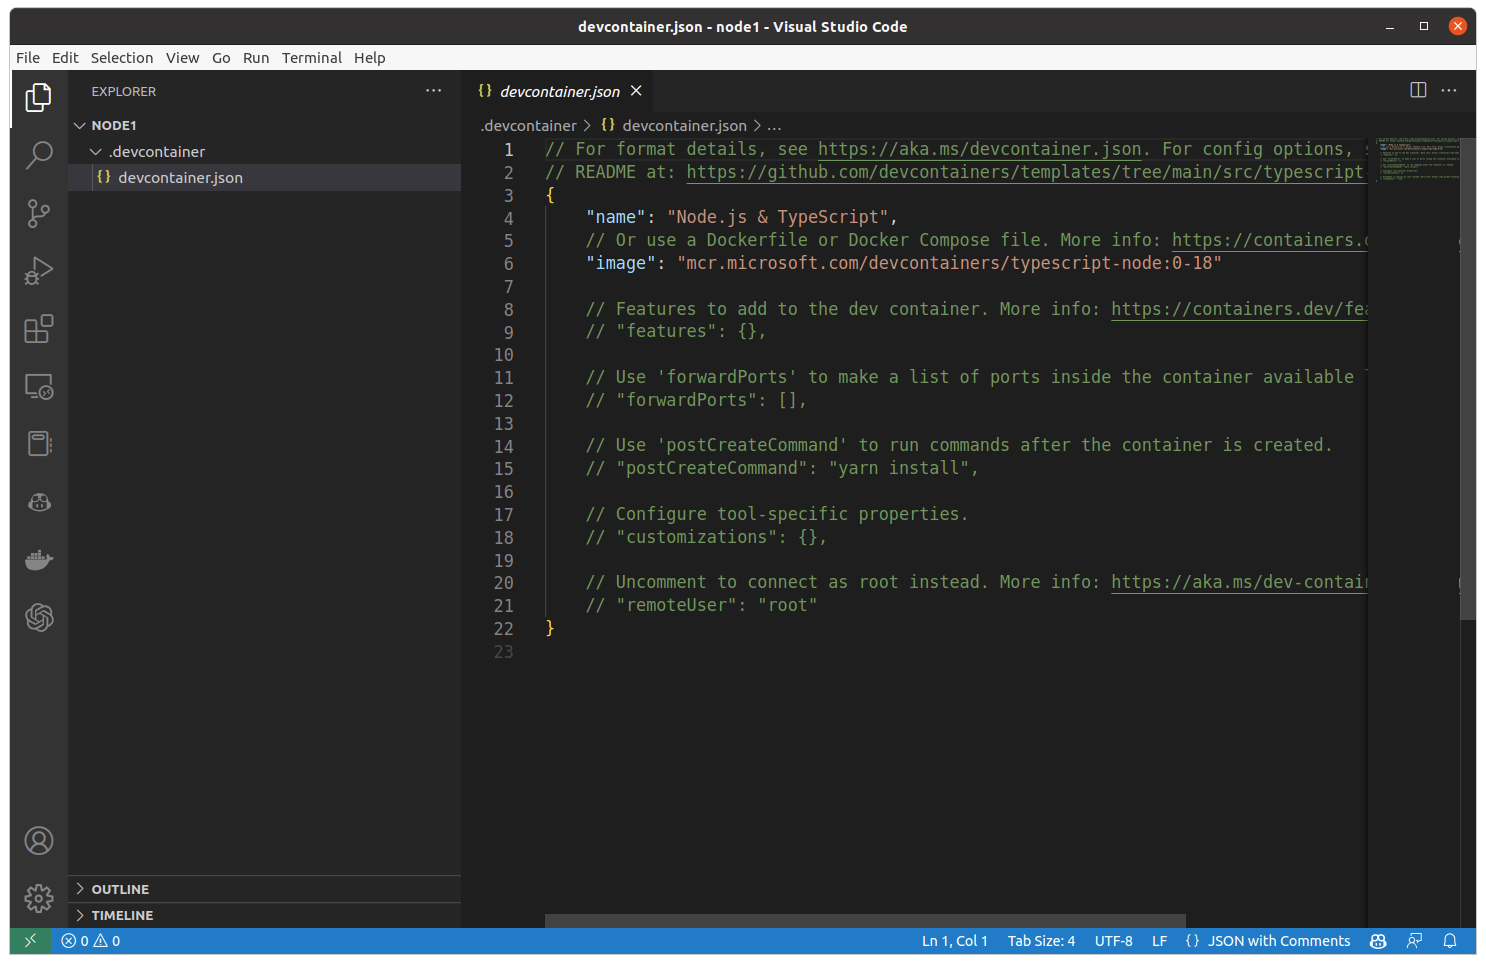 devcontainer.json - node1 - Visual Studio Code
File Edit Selection View Go Run Terminal Help
EXPLORER
NODE1
.devcontainer
devcontainer.json
devcontainer.json
.devcontainer > devcontainer.json > ...
1 // For format details, see https://aka.ms/devcontainer.json. For config options,
2 // README at: https://github.com/devcontainers/templates/tree/main/src/typescript-
3 {
4 "name": "Node.js & TypeScript",
5 // Or use a Dockerfile or Docker Compose file. More info: https://containers.
6 "image": "mcr.microsoft.com/devcontainers/typescript-node:0-18"
7
8 // Features to add to the dev container. More info: https://containers.dev/fea
9 // "features": {},
10
11 // Use 'forwardPorts' to make a list of ports inside the container available
12 // "forwardPorts": [],
13
14 // Use 'postCreateCommand' to run commands after the container is created.
15 // "postCreateCommand": "yarn install",
16
17 // Configure tool-specific properties.
18 // "customizations": {},
19
20 // Uncomment to connect as root instead. More info: https://aka.ms/dev-contai
21 // "remoteUser": "root"
22 }
23
OUTLINE
TIMELINE
0 0 Ln 1, Col 1 Tab Size: 4 UTF-8 LF {} JSON with Comments